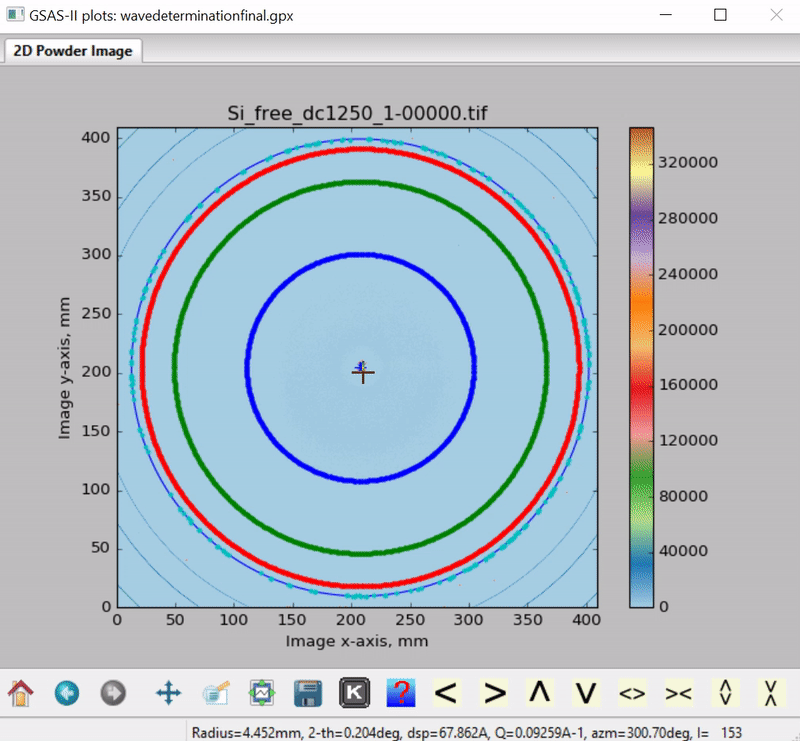 GSAS-II plots: wavedeterminationfinal.gpx
2D Powder Image
Si_free_dc1250_1-00000.tif
400
350
300
250
200
150
100
50
0
Image y-axis, mm
0 50 100 150 200 250 300 350 400
Image x-axis, mm
320000
280000
240000
200000
160000
120000
80000
40000
0
K ? < > Λ V <> ><
Radius=4.452mm, 2-th=0.204deg, dsp=67.862A, Q=0.09259A-1, azm=300.70deg, I= 153